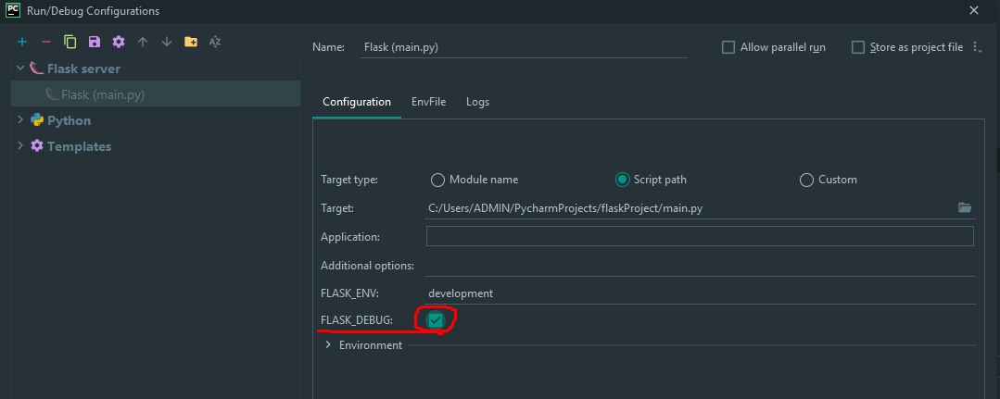 PC Run/Debug Configurations
Name: Flask (main.py) Allow parallel run Store as project file
Flask server
Flask (main.py)
Python
Templates
Configuration EnvFile Logs
Target type: Module name Script path Custom
Target: C:/Users/ADMIN/PycharmProjects/flaskProject/main.py
Application:
Additional options:
FLASK_ENV: development
FLASK_DEBUG:
Environment